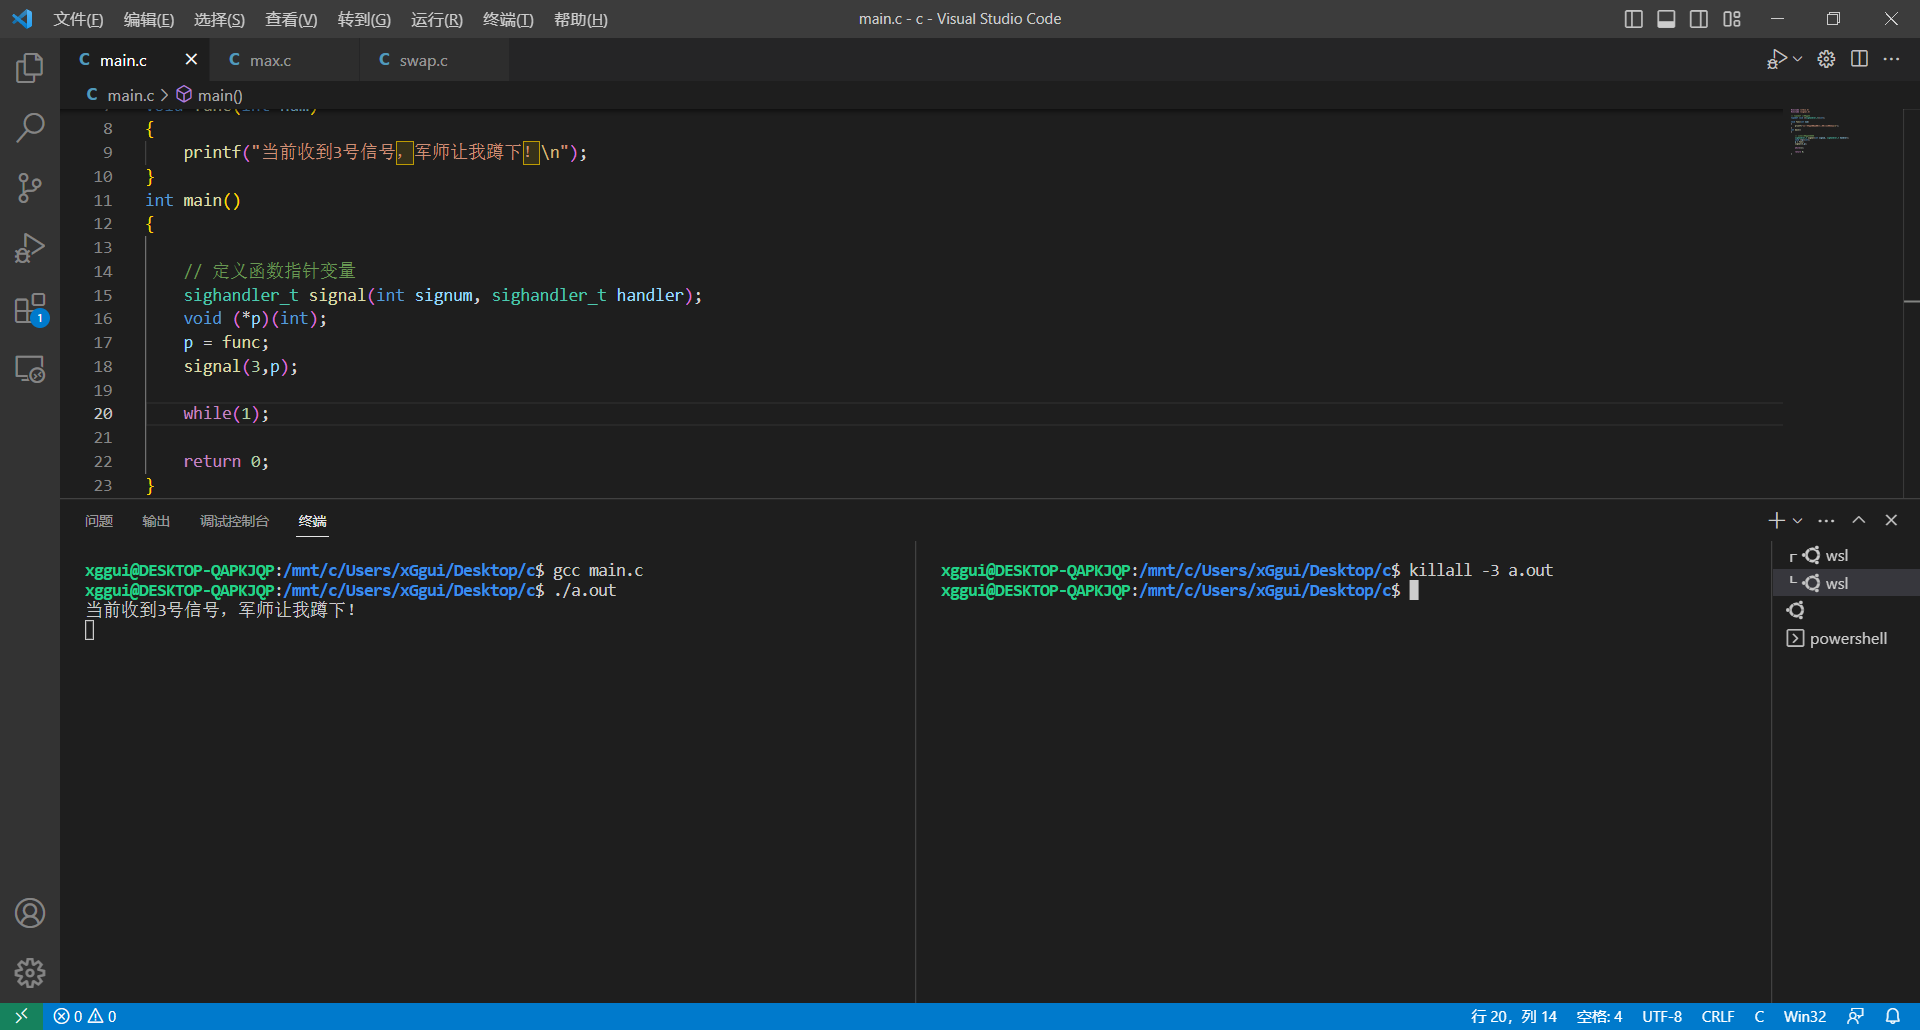 文件(F) 编辑(E) 选择(S) 查看(V) 转到(G) 运行(R) 终端(T) 帮助(H) main.c - c - Visual Studio Code
C main.c C max.c C swap.c
C main.c > main()
8 {
9 printf("当前收到3号信号，军师让我蹲下！\n");
10 }
11 int main()
12 {
13
14 // 定义函数指针变量
15 sighandler_t signal(int signum, sighandler_t handler);
16 void (*p)(int);
17 p = func;
18 signal(3,p);
19
20 while(1);
21
22 return 0;
23 }
1
问题 输出 调试控制台 终端
xggui@DESKTOP-QAPKJQP:/mnt/c/Users/xGgui/Desktop/c$ gcc main.c
xggui@DESKTOP-QAPKJQP:/mnt/c/Users/xGgui/Desktop/c$ ./a.out
当前收到3号信号，军师让我蹲下！
xggui@DESKTOP-QAPKJQP:/mnt/c/Users/xGgui/Desktop/c$ killall -3 a.out
xggui@DESKTOP-QAPKJQP:/mnt/c/Users/xGgui/Desktop/c$
wsl
wsl
powershell
0 0 行 20，列 14 空格: 4 UTF-8 CRLF C Win32